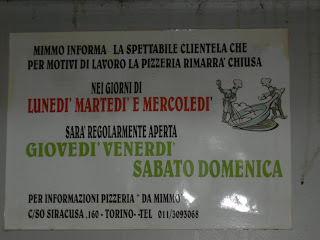 MIMMO INFORMA LA SPETTABILE CLIENTELA CHE
PER MOTIVI DI LAVORO LA PIZZERIA RIMARRA' CHIUSA
NEI GIORNI DI
LUNEDI' MARTEDI' E MERCOLEDI'
SARA' REGOLARMENTE APERTA
GIOVEDI' VENERDI'
SABATO DOMENICA
PER INFORMAZIONI PIZZERIA " DA MIMMO"
C/SO SIRACUSA ,160 - TORINO- -TEL 011/3093068